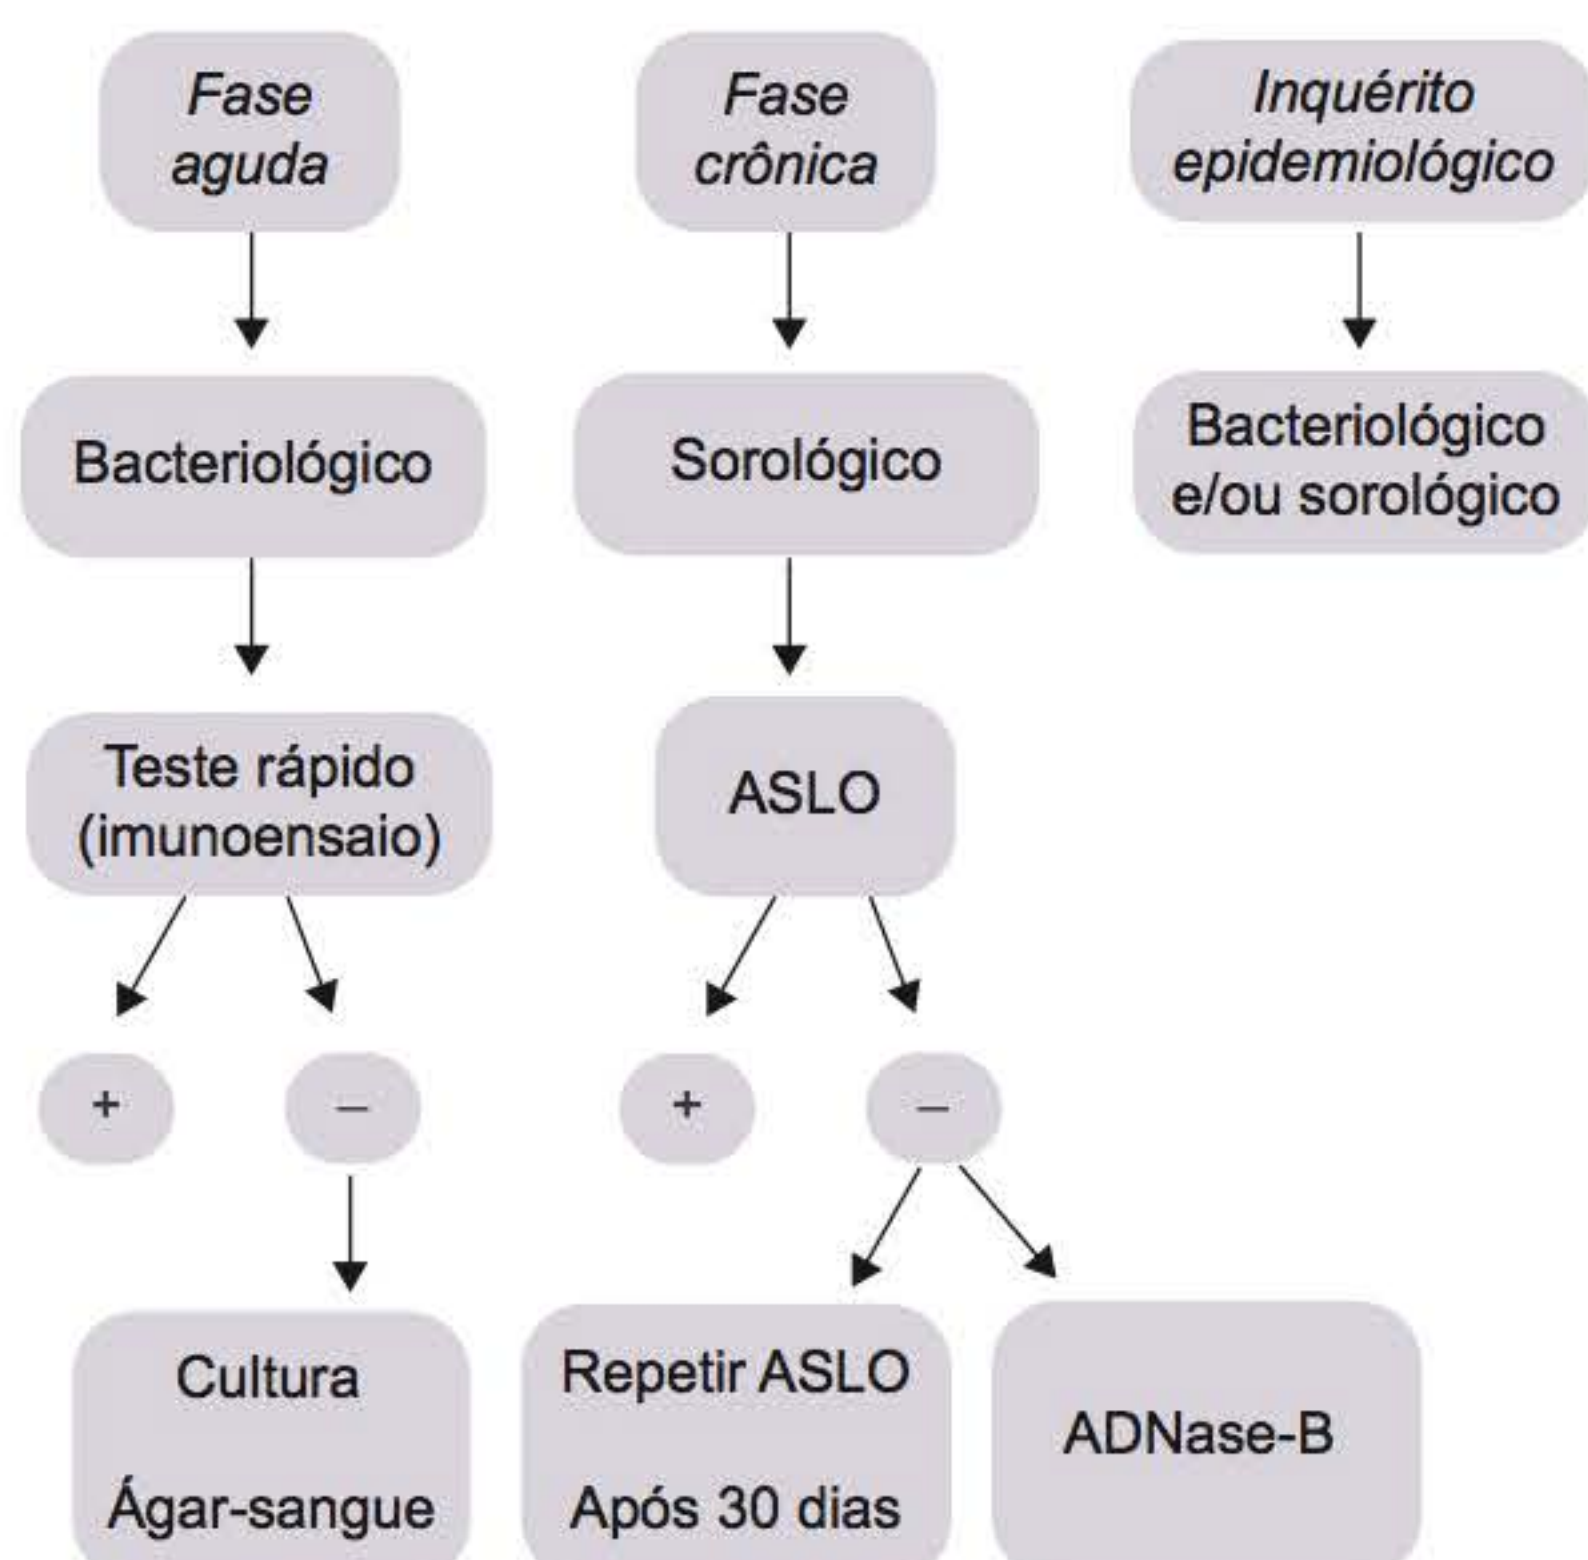 Fase
aguda
Fase
crônica
Inquérito
epidemiológico
Bacteriológico
Sorológico
Bacteriológico
e/ou sorológico
Teste rápido
(imunoensaio)
ASLO
+
–
+
–
Cultura
Ágar-sangue
Repetir ASLO
Após 30 dias
ADNase-B